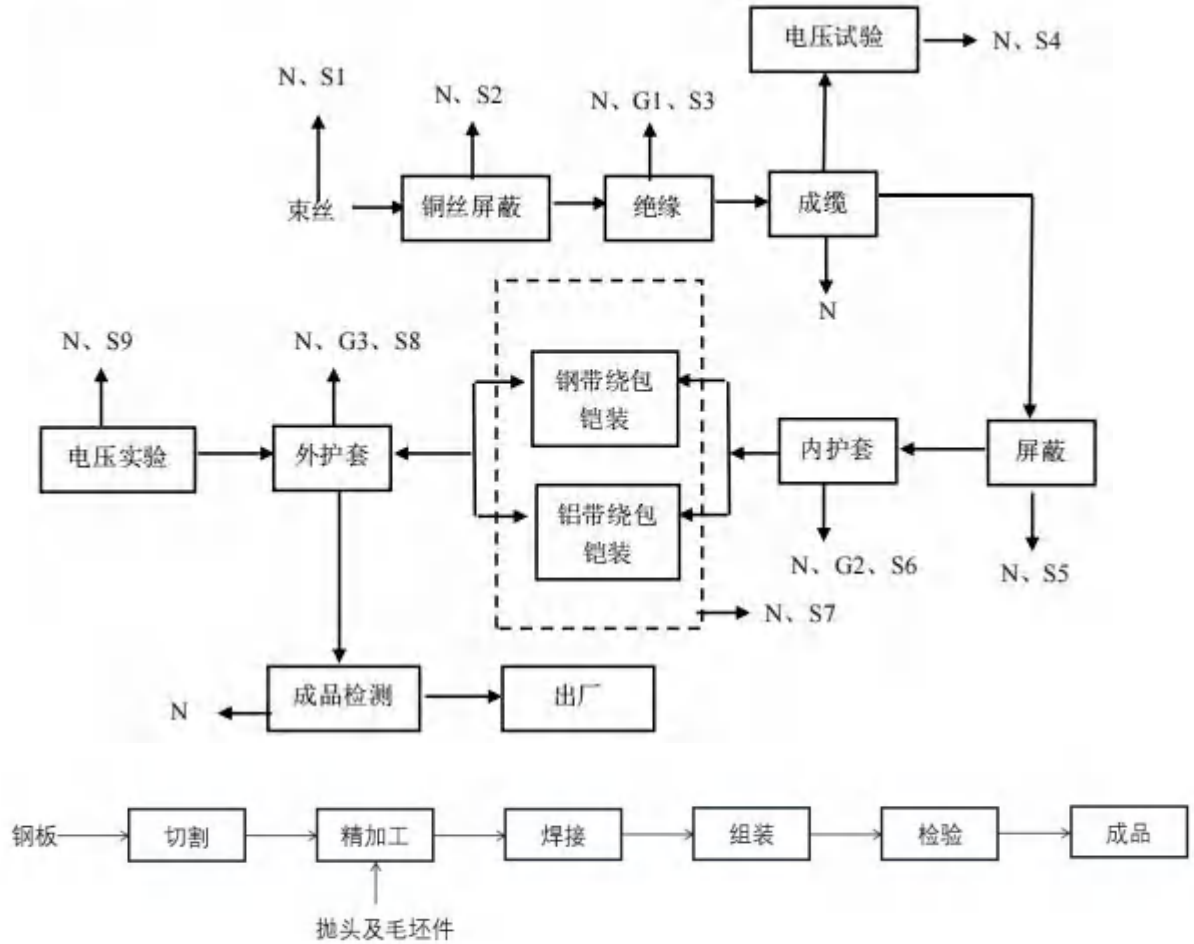 电压试验
N、S4
N、S1
N、S2
N、G1、S3
束丝
铜丝屏蔽
绝缘
成缆
N
N、S9
N、G3、S8
钢带绕包
铠装
电压实验
外护套
内护套
屏蔽
铝带绕包
铠装
N、G2、S6
N、S5
N、S7
N
成品检测
出厂
钢板
切割
精加工
焊接
组装
检验
成品
抛头及毛坯件